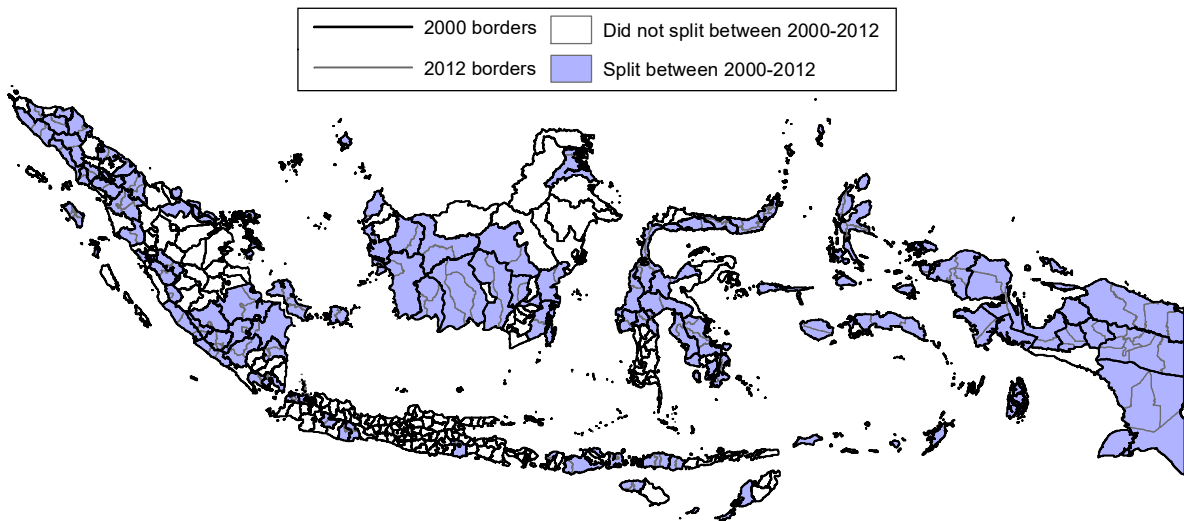 2000 borders
Did not split between 2000-2012
2012 borders
Split between 2000-2012